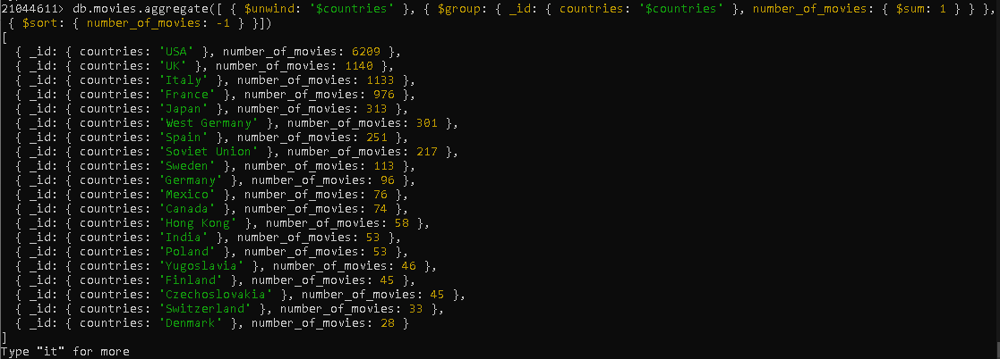 21044611> db.movies.aggregate([ { $unwind: '$countries' }, { $group: { _id: { countries: '$countries' }, number_of_movies: { $sum: 1 } } },
 { $sort: { number_of_movies: -1 } }])
[
  { _id: { countries: 'USA' }, number_of_movies: 6209 },
  { _id: { countries: 'UK' }, number_of_movies: 1140 },
  { _id: { countries: 'Italy' }, number_of_movies: 1133 },
  { _id: { countries: 'France' }, number_of_movies: 976 },
  { _id: { countries: 'Japan' }, number_of_movies: 313 },
  { _id: { countries: 'West Germany' }, number_of_movies: 301 },
  { _id: { countries: 'Spain' }, number_of_movies: 251 },
  { _id: { countries: 'Soviet Union' }, number_of_movies: 217 },
  { _id: { countries: 'Sweden' }, number_of_movies: 113 },
  { _id: { countries: 'Germany' }, number_of_movies: 96 },
  { _id: { countries: 'Mexico' }, number_of_movies: 76 },
  { _id: { countries: 'Canada' }, number_of_movies: 74 },
  { _id: { countries: 'Hong Kong' }, number_of_movies: 58 },
  { _id: { countries: 'India' }, number_of_movies: 53 },
  { _id: { countries: 'Poland' }, number_of_movies: 53 },
  { _id: { countries: 'Yugoslavia' }, number_of_movies: 46 },
  { _id: { countries: 'Finland' }, number_of_movies: 45 },
  { _id: { countries: 'Czechoslovakia' }, number_of_movies: 45 },
  { _id: { countries: 'Switzerland' }, number_of_movies: 33 },
  { _id: { countries: 'Denmark' }, number_of_movies: 28 }
]
Type "it" for more